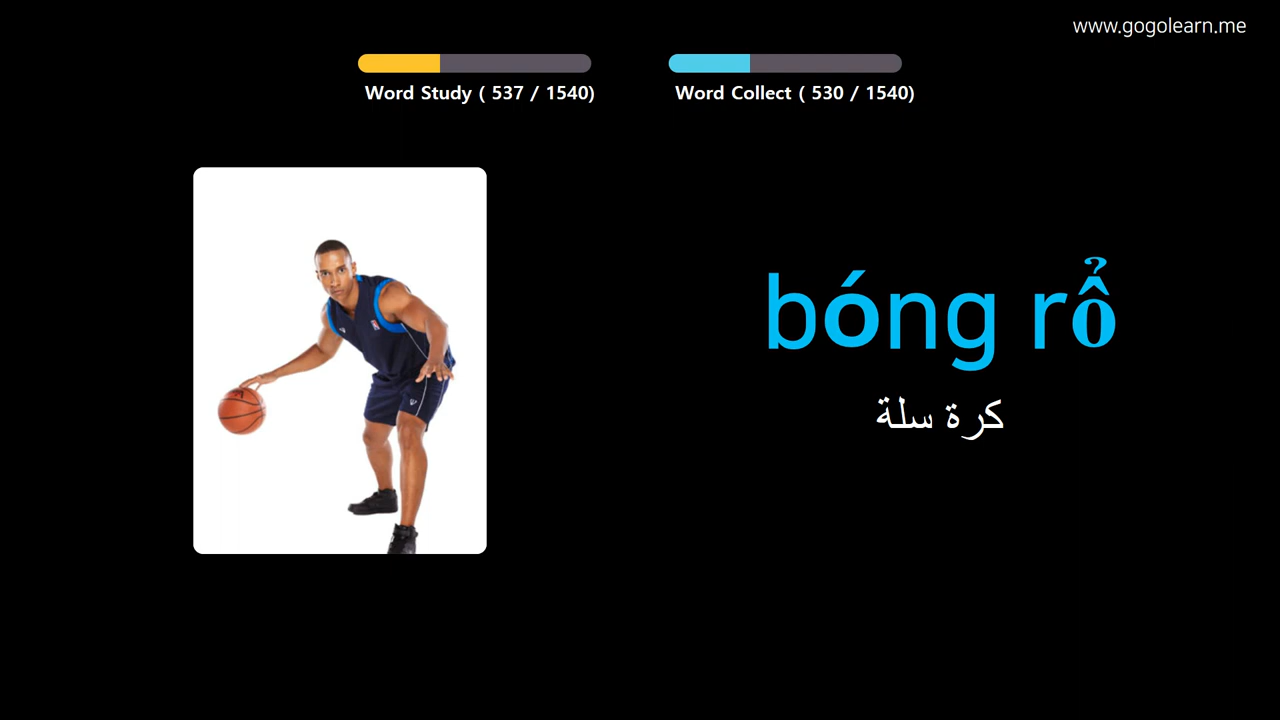 www.gogolearn.me
Word Study ( 537 / 1540)
Word Collect ( 530 / 1540)
bóng rổ
كرة سلة